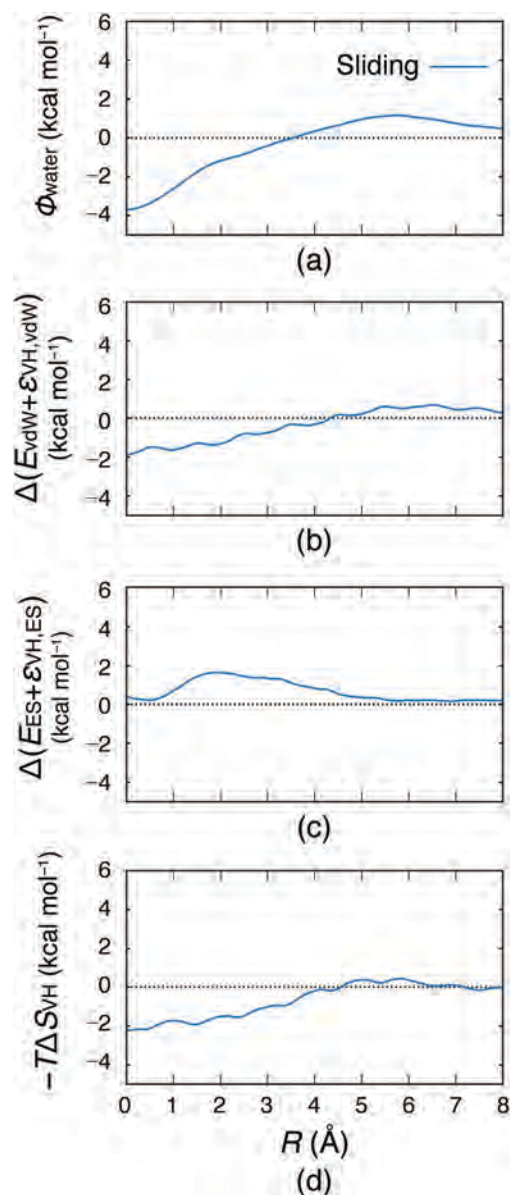 6
4
2
0
−2
−4
Φwater (kcal mol⁻¹)
Sliding
(a)
6
4
2
0
−2
−4
Δ(EvdW+εVH,vdW)
(kcal mol⁻¹)
(b)
6
4
2
0
−2
−4
Δ(EES+εVH,ES)
(kcal mol⁻¹)
(c)
6
4
2
0
−2
−4
−TΔSVH (kcal mol⁻¹)
0 1 2 3 4 5 6 7 8
R (Å)
(d)